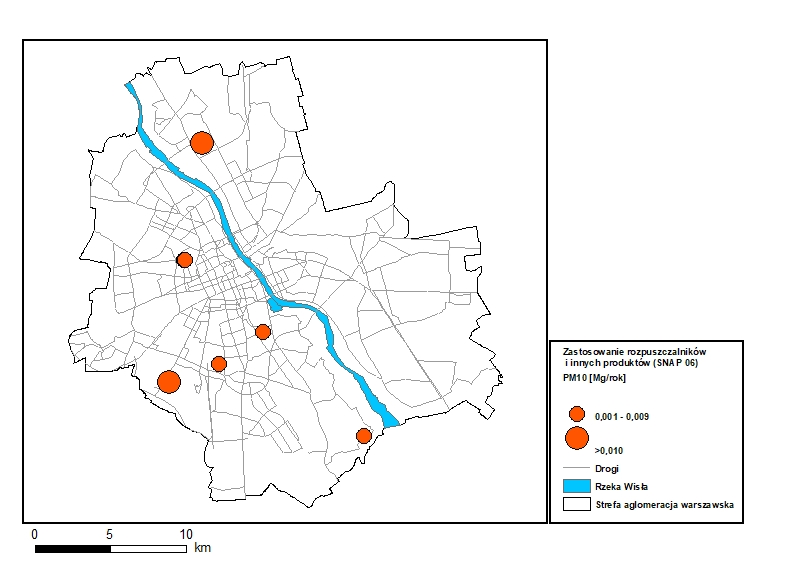 Zastosowanie rozpuszczalników
i innych produktów (SNAP 06)
PM10 [Mg/rok]
0,001 - 0,009
>0,010
Drogi
Rzeka Wisła
Strefa aglomeracja warszawska
0 5 10
km